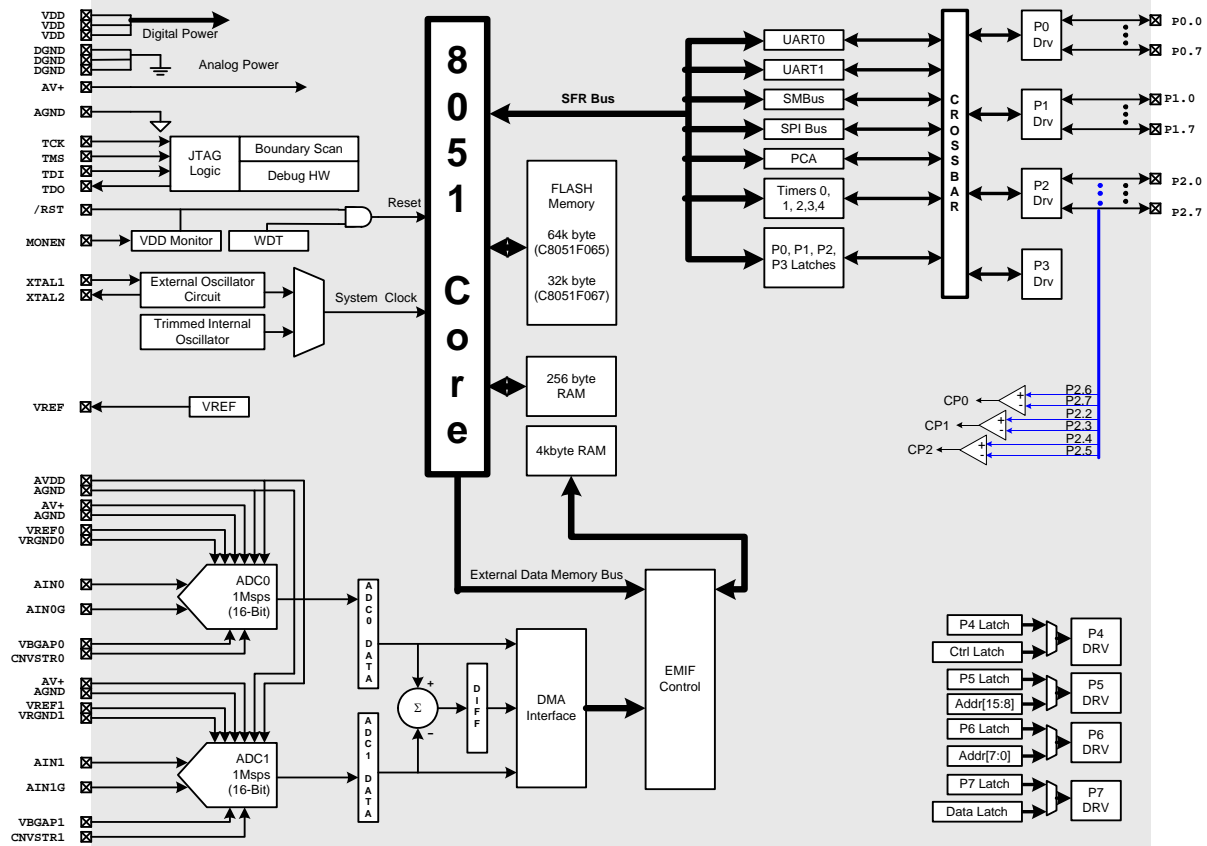 VDD
VDD
VDD
Digital Power
DGND
DGND
DGND
Analog Power
AV+
AGND
TCK
TMS
TDI
TDO
JTAG
Logic
Boundary Scan
Debug HW
/RST
Reset
MONEN
VDD Monitor
WDT
XTAL1
XTAL2
External Oscillator
Circuit
System Clock
Trimmed Internal
Oscillator
VREF
VREF
8051 Core
SFR Bus
FLASH
Memory
64k byte
(C8051F065)
32k byte
(C8051F067)
256 byte
RAM
4kbyte RAM
UART0
UART1
SMBus
SPI Bus
PCA
Timers 0,
1, 2,3,4
P0, P1, P2,
P3 Latches
CROSSBAR
P0
Drv
P1
Drv
P2
Drv
P3
Drv
P0.0
P0.7
P1.0
P1.7
P2.0
P2.7
CP0
+
-
P2.6
P2.7
CP1
+
-
P2.2
P2.3
CP2
+
-
P2.4
P2.5
AVDD
AGND
AV+
AGND
VREF0
VRGND0
AIN0
AIN0G
VBGAP0
CNVSTR0
ADC0
1Msps
(16-Bit)
AV+
AGND
VREF1
VRGND1
AIN1
AIN1G
VBGAP1
CNVSTR1
ADC1
1Msps
(16-Bit)
ADC0 DATA
ADC1 DATA
+
Σ
−
DIFF
DMA
Interface
External Data Memory Bus
EMIF
Control
P4 Latch
Ctrl Latch
P4
DRV
P5 Latch
Addr[15:8]
P5
DRV
P6 Latch
Addr[7:0]
P6
DRV
P7 Latch
Data Latch
P7
DRV